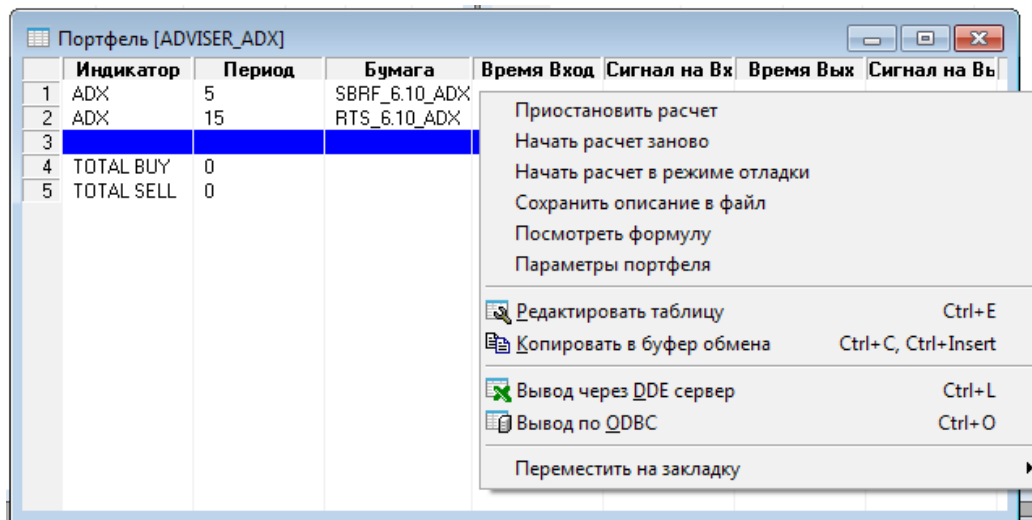 Портфель [ADVISER_ADX]
Индикатор Период Бумага Время Вход Сигнал на Вх Время Вых Сигнал на Вь
1 ADX 5 SBRF_6.10_ADX
2 ADX 15 RTS_6.10_ADX
3
4 TOTAL BUY 0
5 TOTAL SELL 0
Приостановить расчет
Начать расчет заново
Начать расчет в режиме отладки
Сохранить описание в файл
Посмотреть формулу
Параметры портфеля
Редактировать таблицу Ctrl+E
Копировать в буфер обмена Ctrl+C, Ctrl+Insert
Вывод через DDE сервер Ctrl+L
Вывод по ODBC Ctrl+O
Переместить на закладку